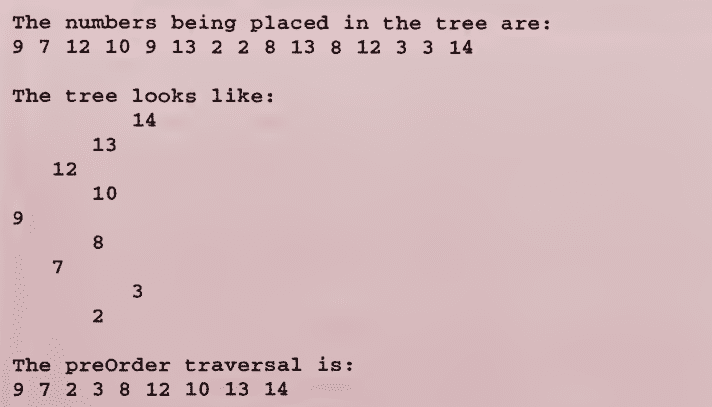 The numbers being placed in the tree are:
9 7 12 10 9 13 2 2 8 13 8 12 3 3 14

The tree looks like:
         14
      13
   12
      10
9
      8
   7
         3
      2

The preOrder traversal is:
9 7 2 3 8 12 10 13 14